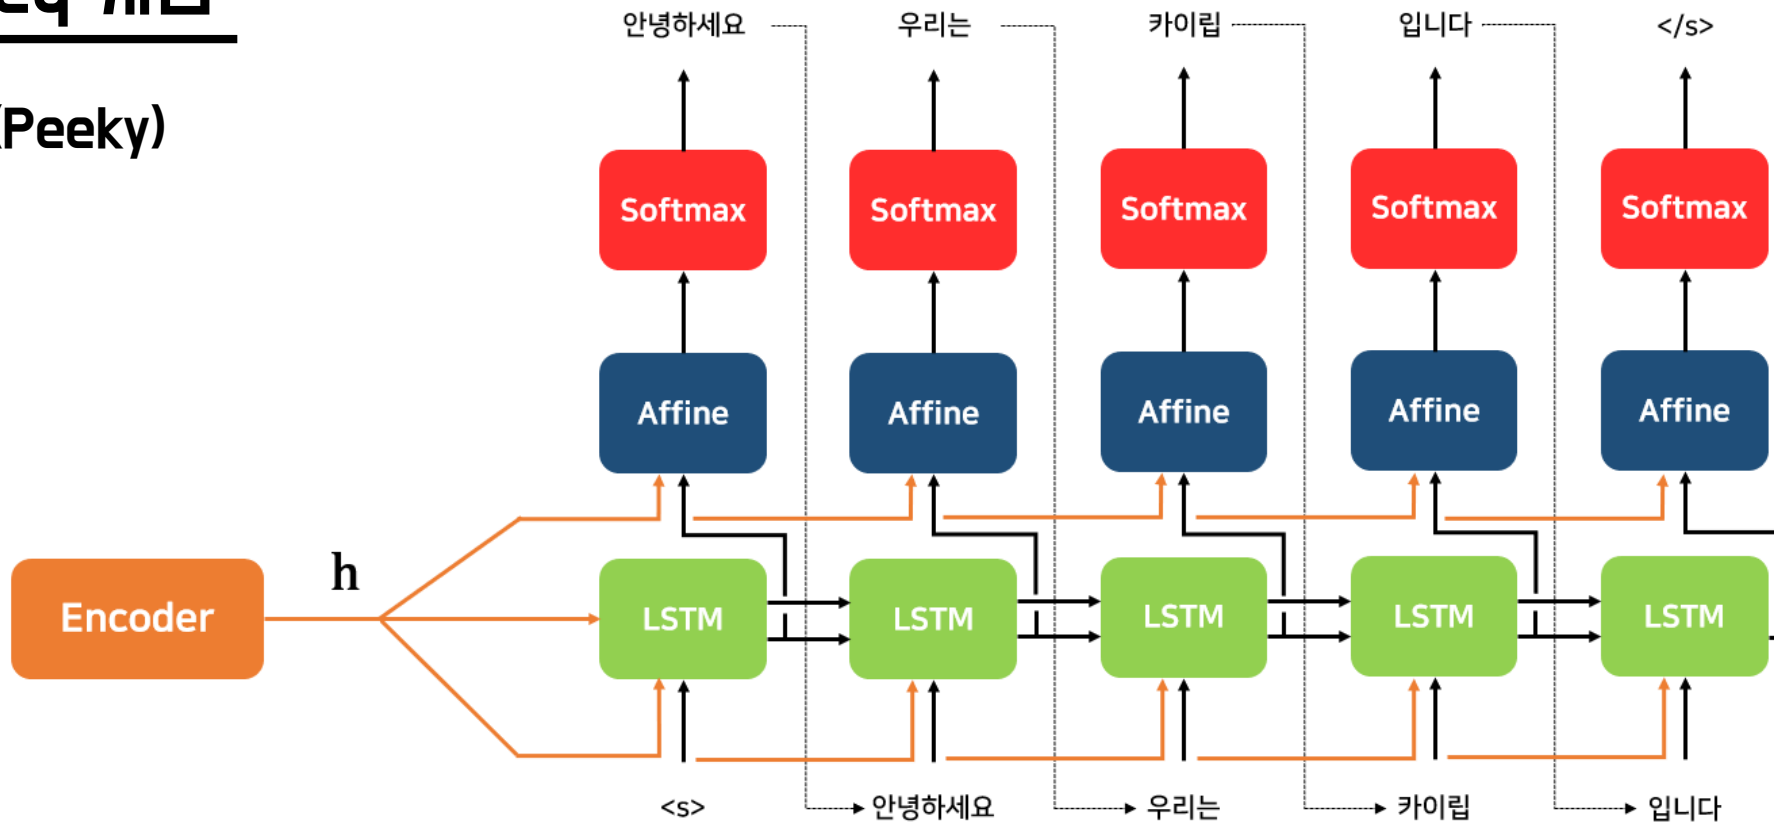 (Peeky)
안녕하세요 우리는 카이립 입니다 </s>
Softmax Softmax Softmax Softmax Softmax
Affine Affine Affine Affine Affine
h
Encoder LSTM LSTM LSTM LSTM LSTM
<s> 안녕하세요 우리는 카이립 입니다